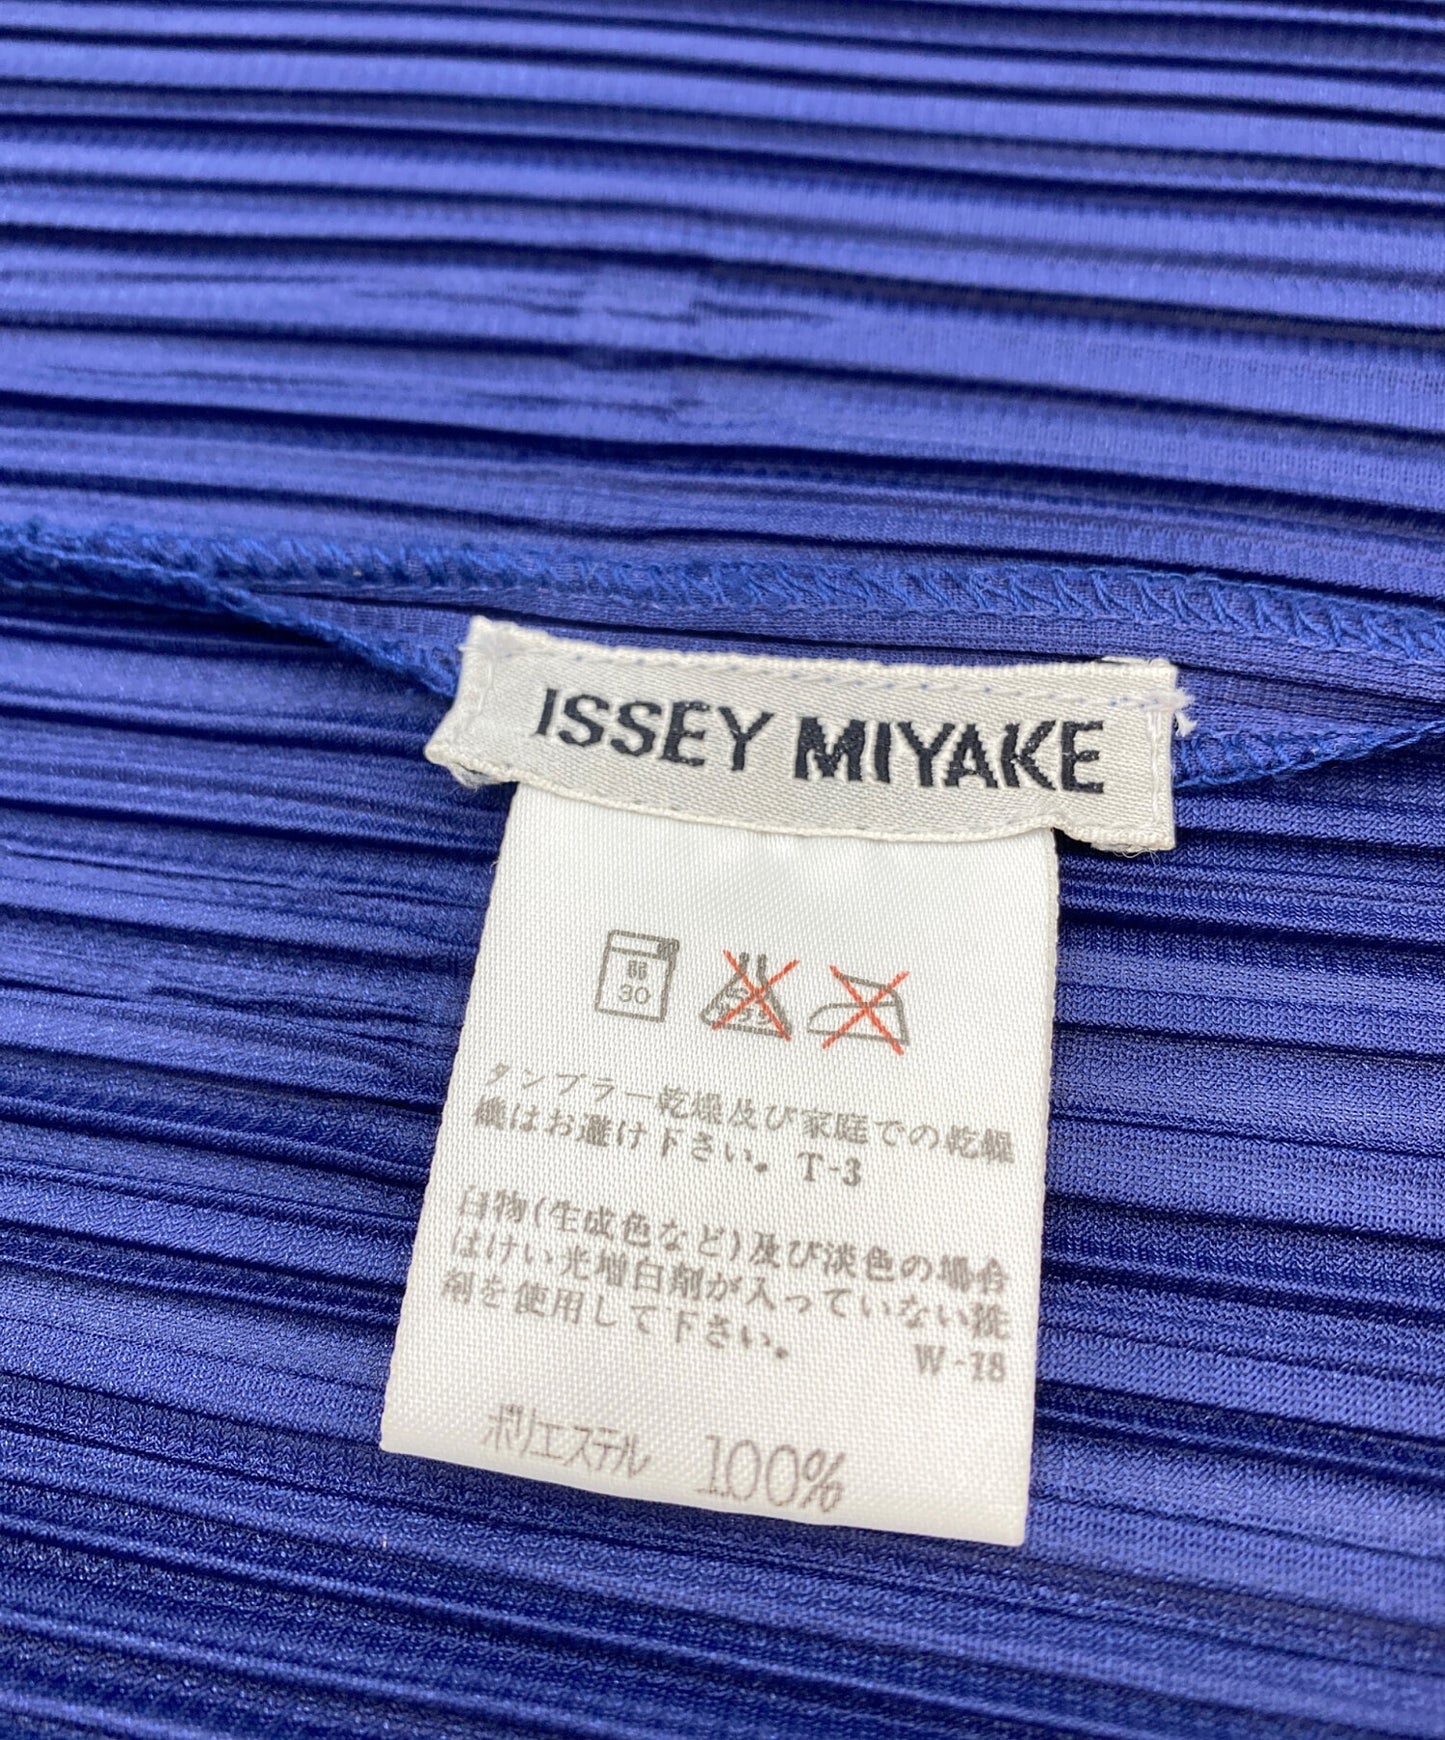 ISSEY MIYAKE
弱
30
タンブラー乾燥及び家庭での乾燥
機はお避け下さい。T-3
白物(生成色など)及び淡色の場合
はけい光増白剤が入っていない洗
剤を使用して下さい。 W-18
ポリエステル 100%